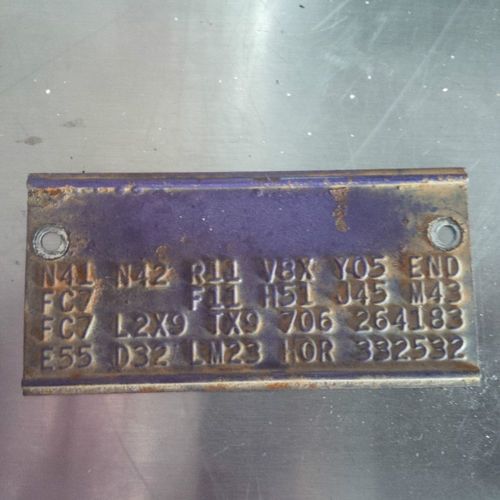 N41 N42 R11 V8X Y05 END
FC7 F11 H51 J45 M43
FC7 L2X9 TX9 706 264183
E55 D32 LM23 HOR 332532